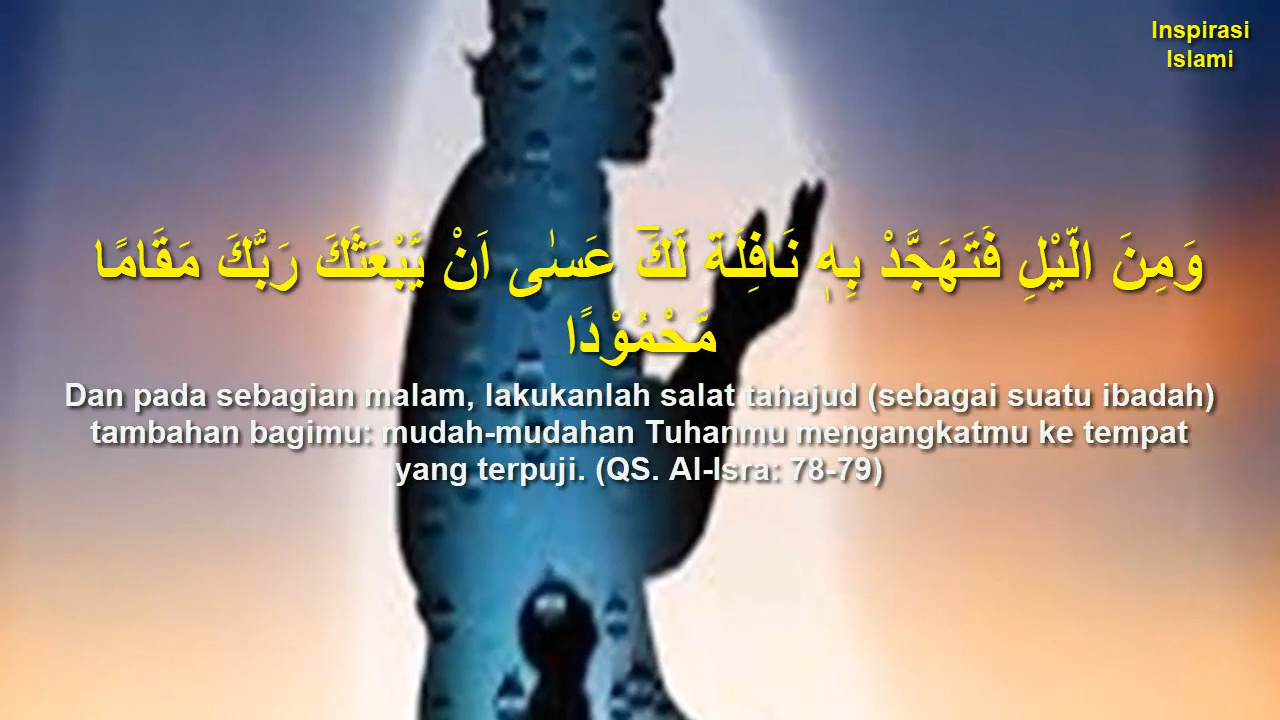 Inspirasi
Islami
وَمِنَ الَّيْلِ فَتَهَجَّدْ بِهٖ نَافِلَةً لَّكَۤ عَسٰٓى اَنْ يَّبْعَثَكَ رَبُّكَ مَقَامًا
مَّحْمُوْدًا
Dan pada sebagian malam, lakukanlah salat tahajud (sebagai suatu ibadah)
tambahan bagimu: mudah-mudahan Tuhanmu mengangkatmu ke tempat
yang terpuji. (QS. Al-Isra: 78-79)